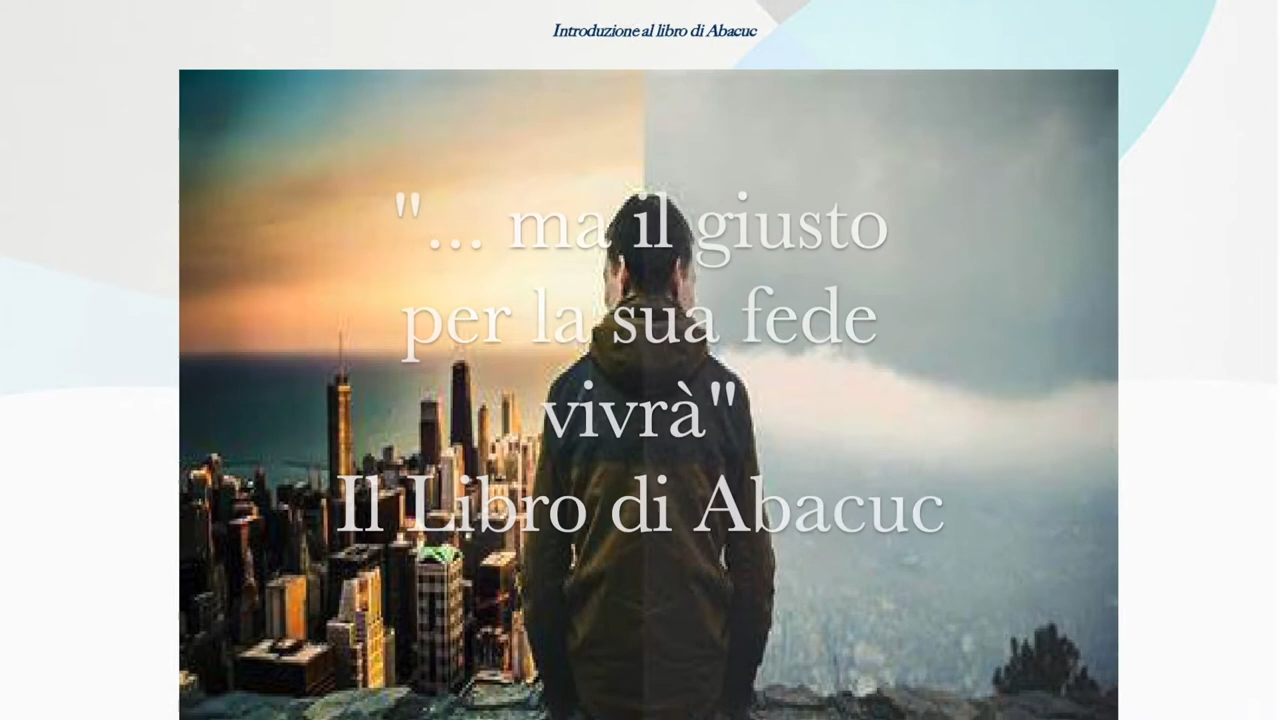 Introduzione al libro di Abacuc
"... ma il giusto
per la sua fede
vivrà"
Il Libro di Abacuc